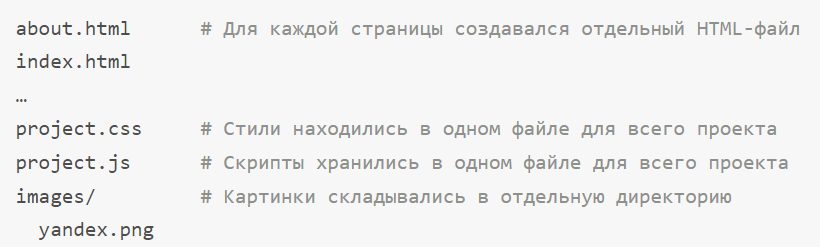 about.html # Для каждой страницы создавался отдельный HTML-файл
index.html
…
project.css # Стили находились в одном файле для всего проекта
project.js # Скрипты хранились в одном файле для всего проекта
images/ # Картинки складывались в отдельную директорию
yandex.png